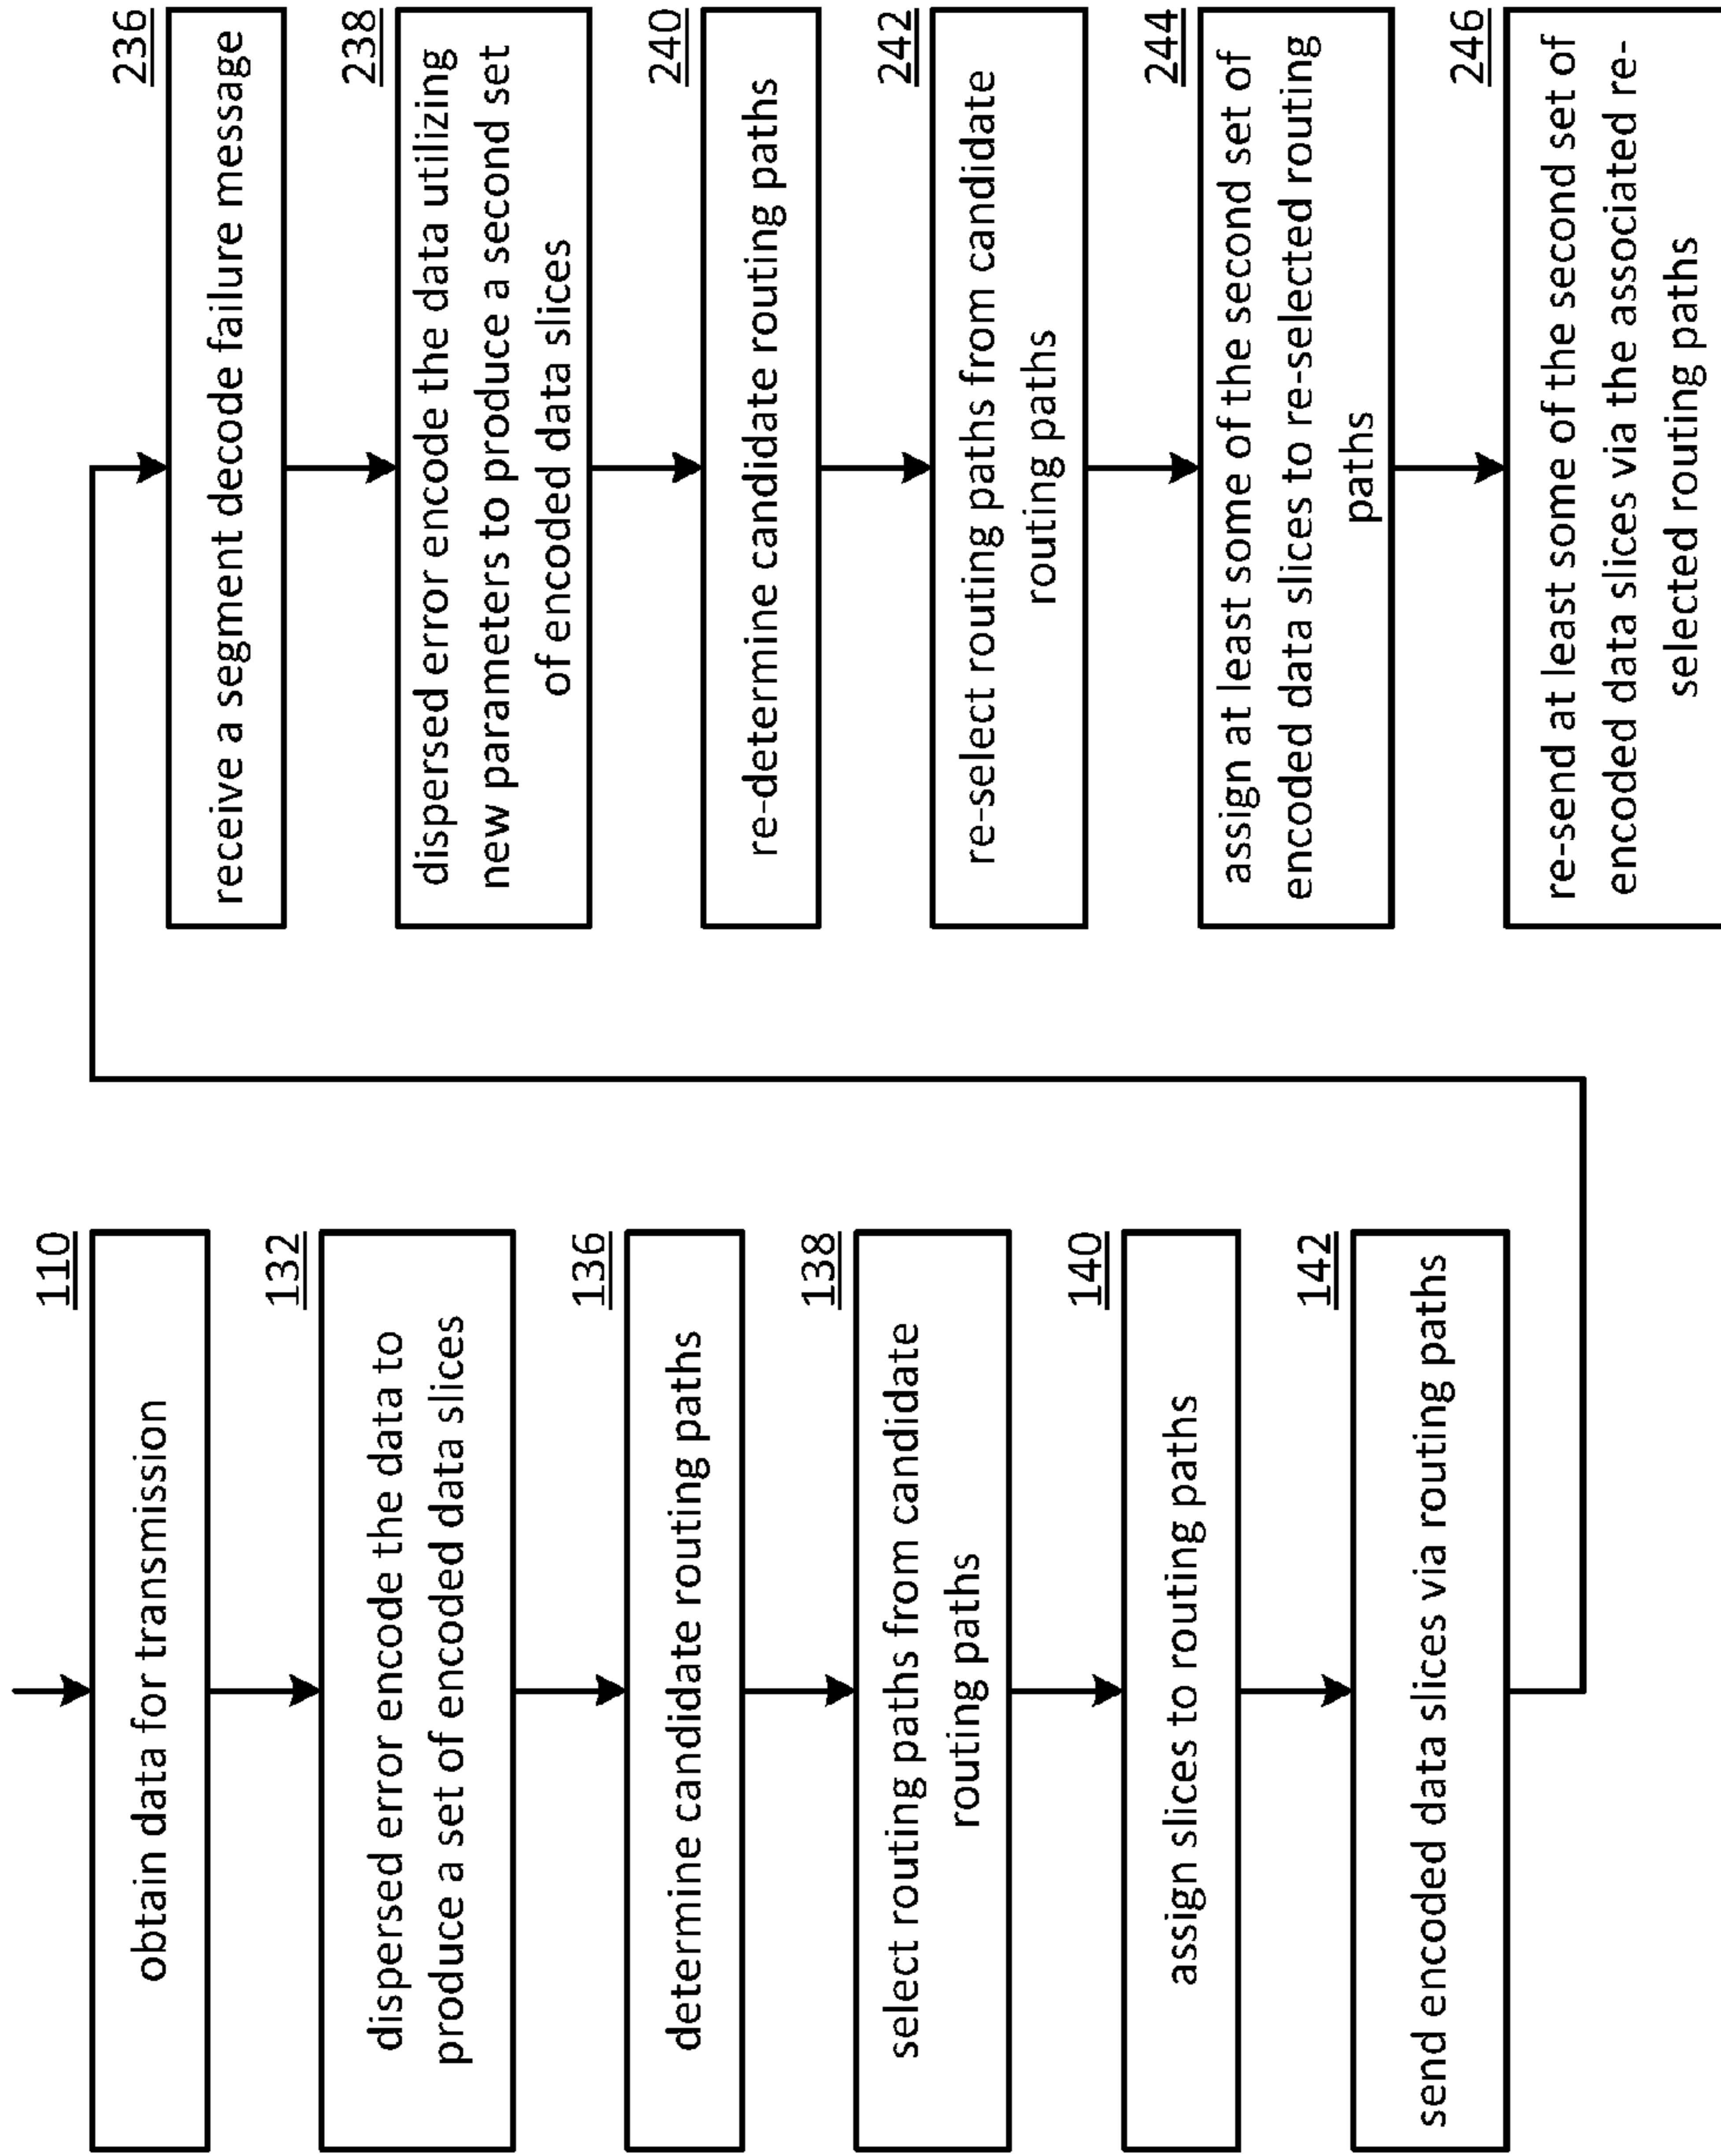 110
obtain data for transmission
132
dispersed error encode the data to
produce a set of encoded data slices
136
determine candidate routing paths
138
select routing paths from candidate
routing paths
140
assign slices to routing paths
142
send encoded data slices via routing paths
236
receive a segment decode failure message
238
dispersed error encode the data utilizing
new parameters to produce a second set
of encoded data slices
240
re-determine candidate routing paths
242
re-select routing paths from candidate
routing paths
244
assign at least some of the second set of
encoded data slices to re-selected routing
paths
246
re-send at least some of the second set of
encoded data slices via the associated re-
selected routing paths